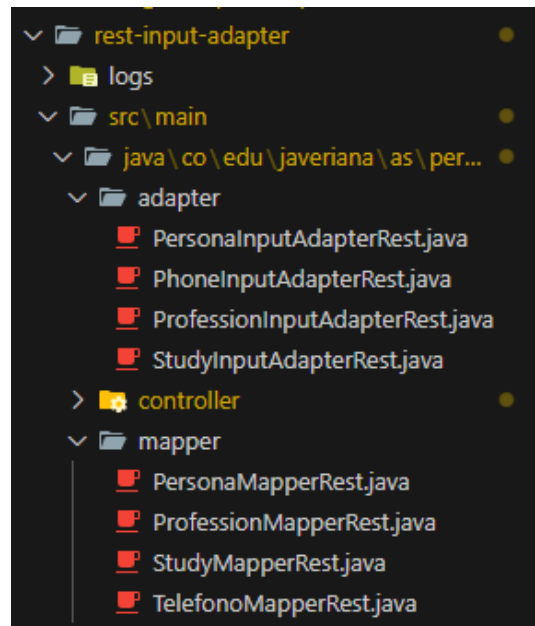 rest-input-adapter
logs
src\main
java\co\edu\javeriana\as\per...
adapter
PersonaInputAdapterRest.java
PhoneInputAdapterRest.java
ProfessionInputAdapterRest.java
StudyInputAdapterRest.java
controller
mapper
PersonaMapperRest.java
ProfessionMapperRest.java
StudyMapperRest.java
TelefonoMapperRest.java